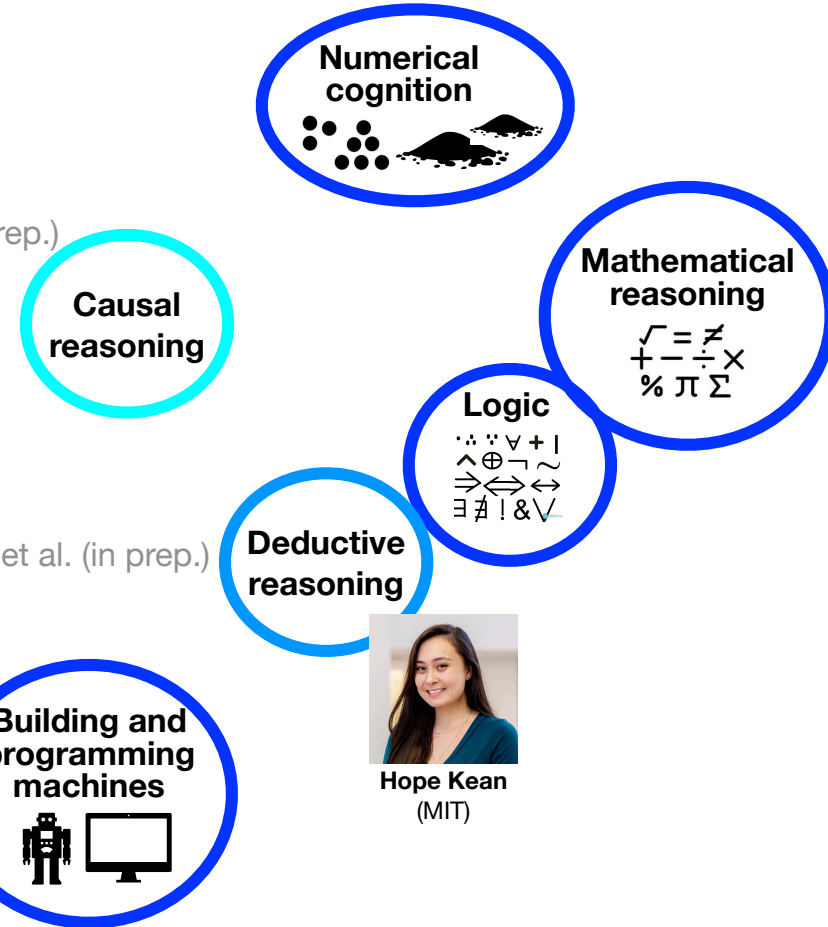 Numerical
cognition
rep.)
Causal
reasoning
Mathematical
reasoning
√ = ≠
+ − ÷ ×
% π Σ
Logic
∴ ∵ ∀ + |
^ ⊕ ¬ ~
⇒ ⇔ ↔
∃ ∄ ! & \/
et al. (in prep.)
Deductive
reasoning
Building and
programming
machines
Hope Kean
(MIT)